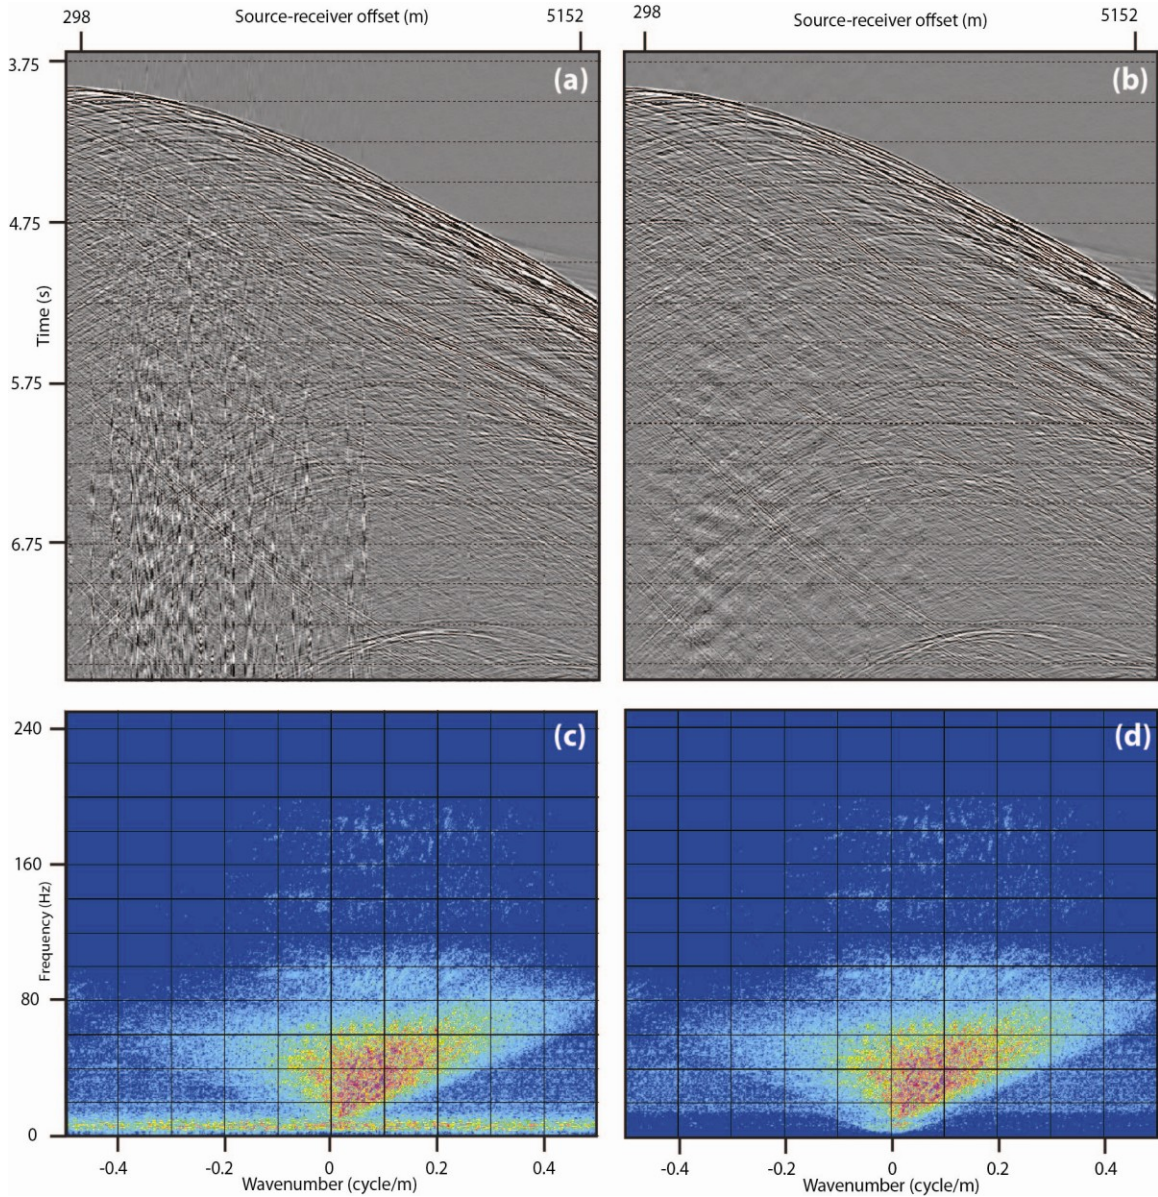 298 Source-receiver offset (m) 5152
298 Source-receiver offset (m) 5152
3.75
4.75
5.75
6.75
Time (s)
(a)
(b)
240
160
80
0
Frequency (Hz)
(c)
(d)
-0.4 -0.2 0 0.2 0.4
Wavenumber (cycle/m)
-0.4 -0.2 0 0.2 0.4
Wavenumber (cycle/m)